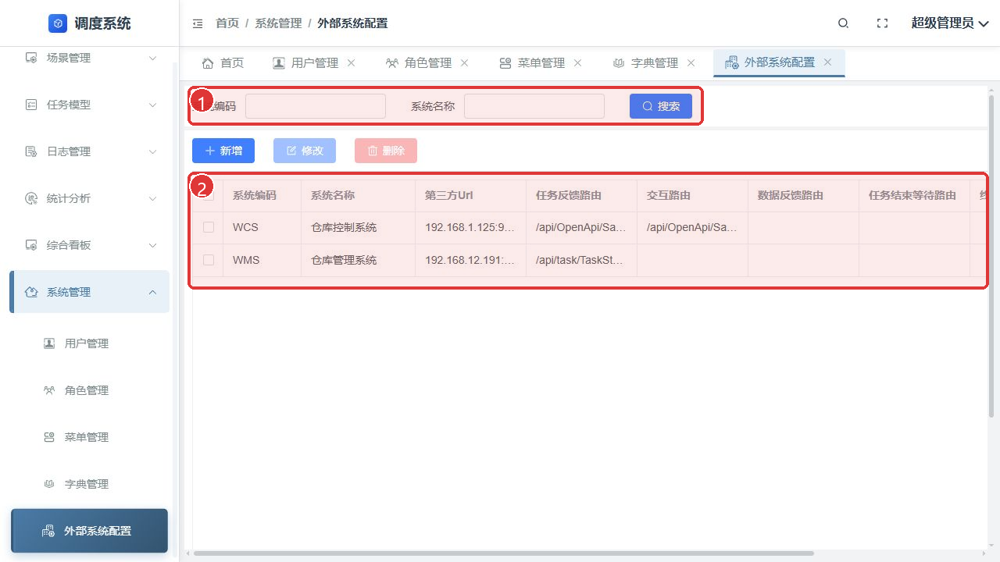 调度系统
首页 / 系统管理 / 外部系统配置
超级管理员
首页 用户管理 角色管理 菜单管理 字典管理 外部系统配置
场景管理
任务模型
日志管理
统计分析
综合看板
系统管理
用户管理
角色管理
菜单管理
字典管理
外部系统配置
1
编码 系统名称 搜索
新增 修改 删除
2
系统编码 系统名称 第三方Url 任务反馈路由 交互路由 数据反馈路由 任务结束等待路由
WCS 仓库控制系统 192.168.1.125:9... /api/OpenApi/Sa... /api/OpenApi/Sa...
WMS 仓库管理系统 192.168.12.191:... /api/task/TaskSt...